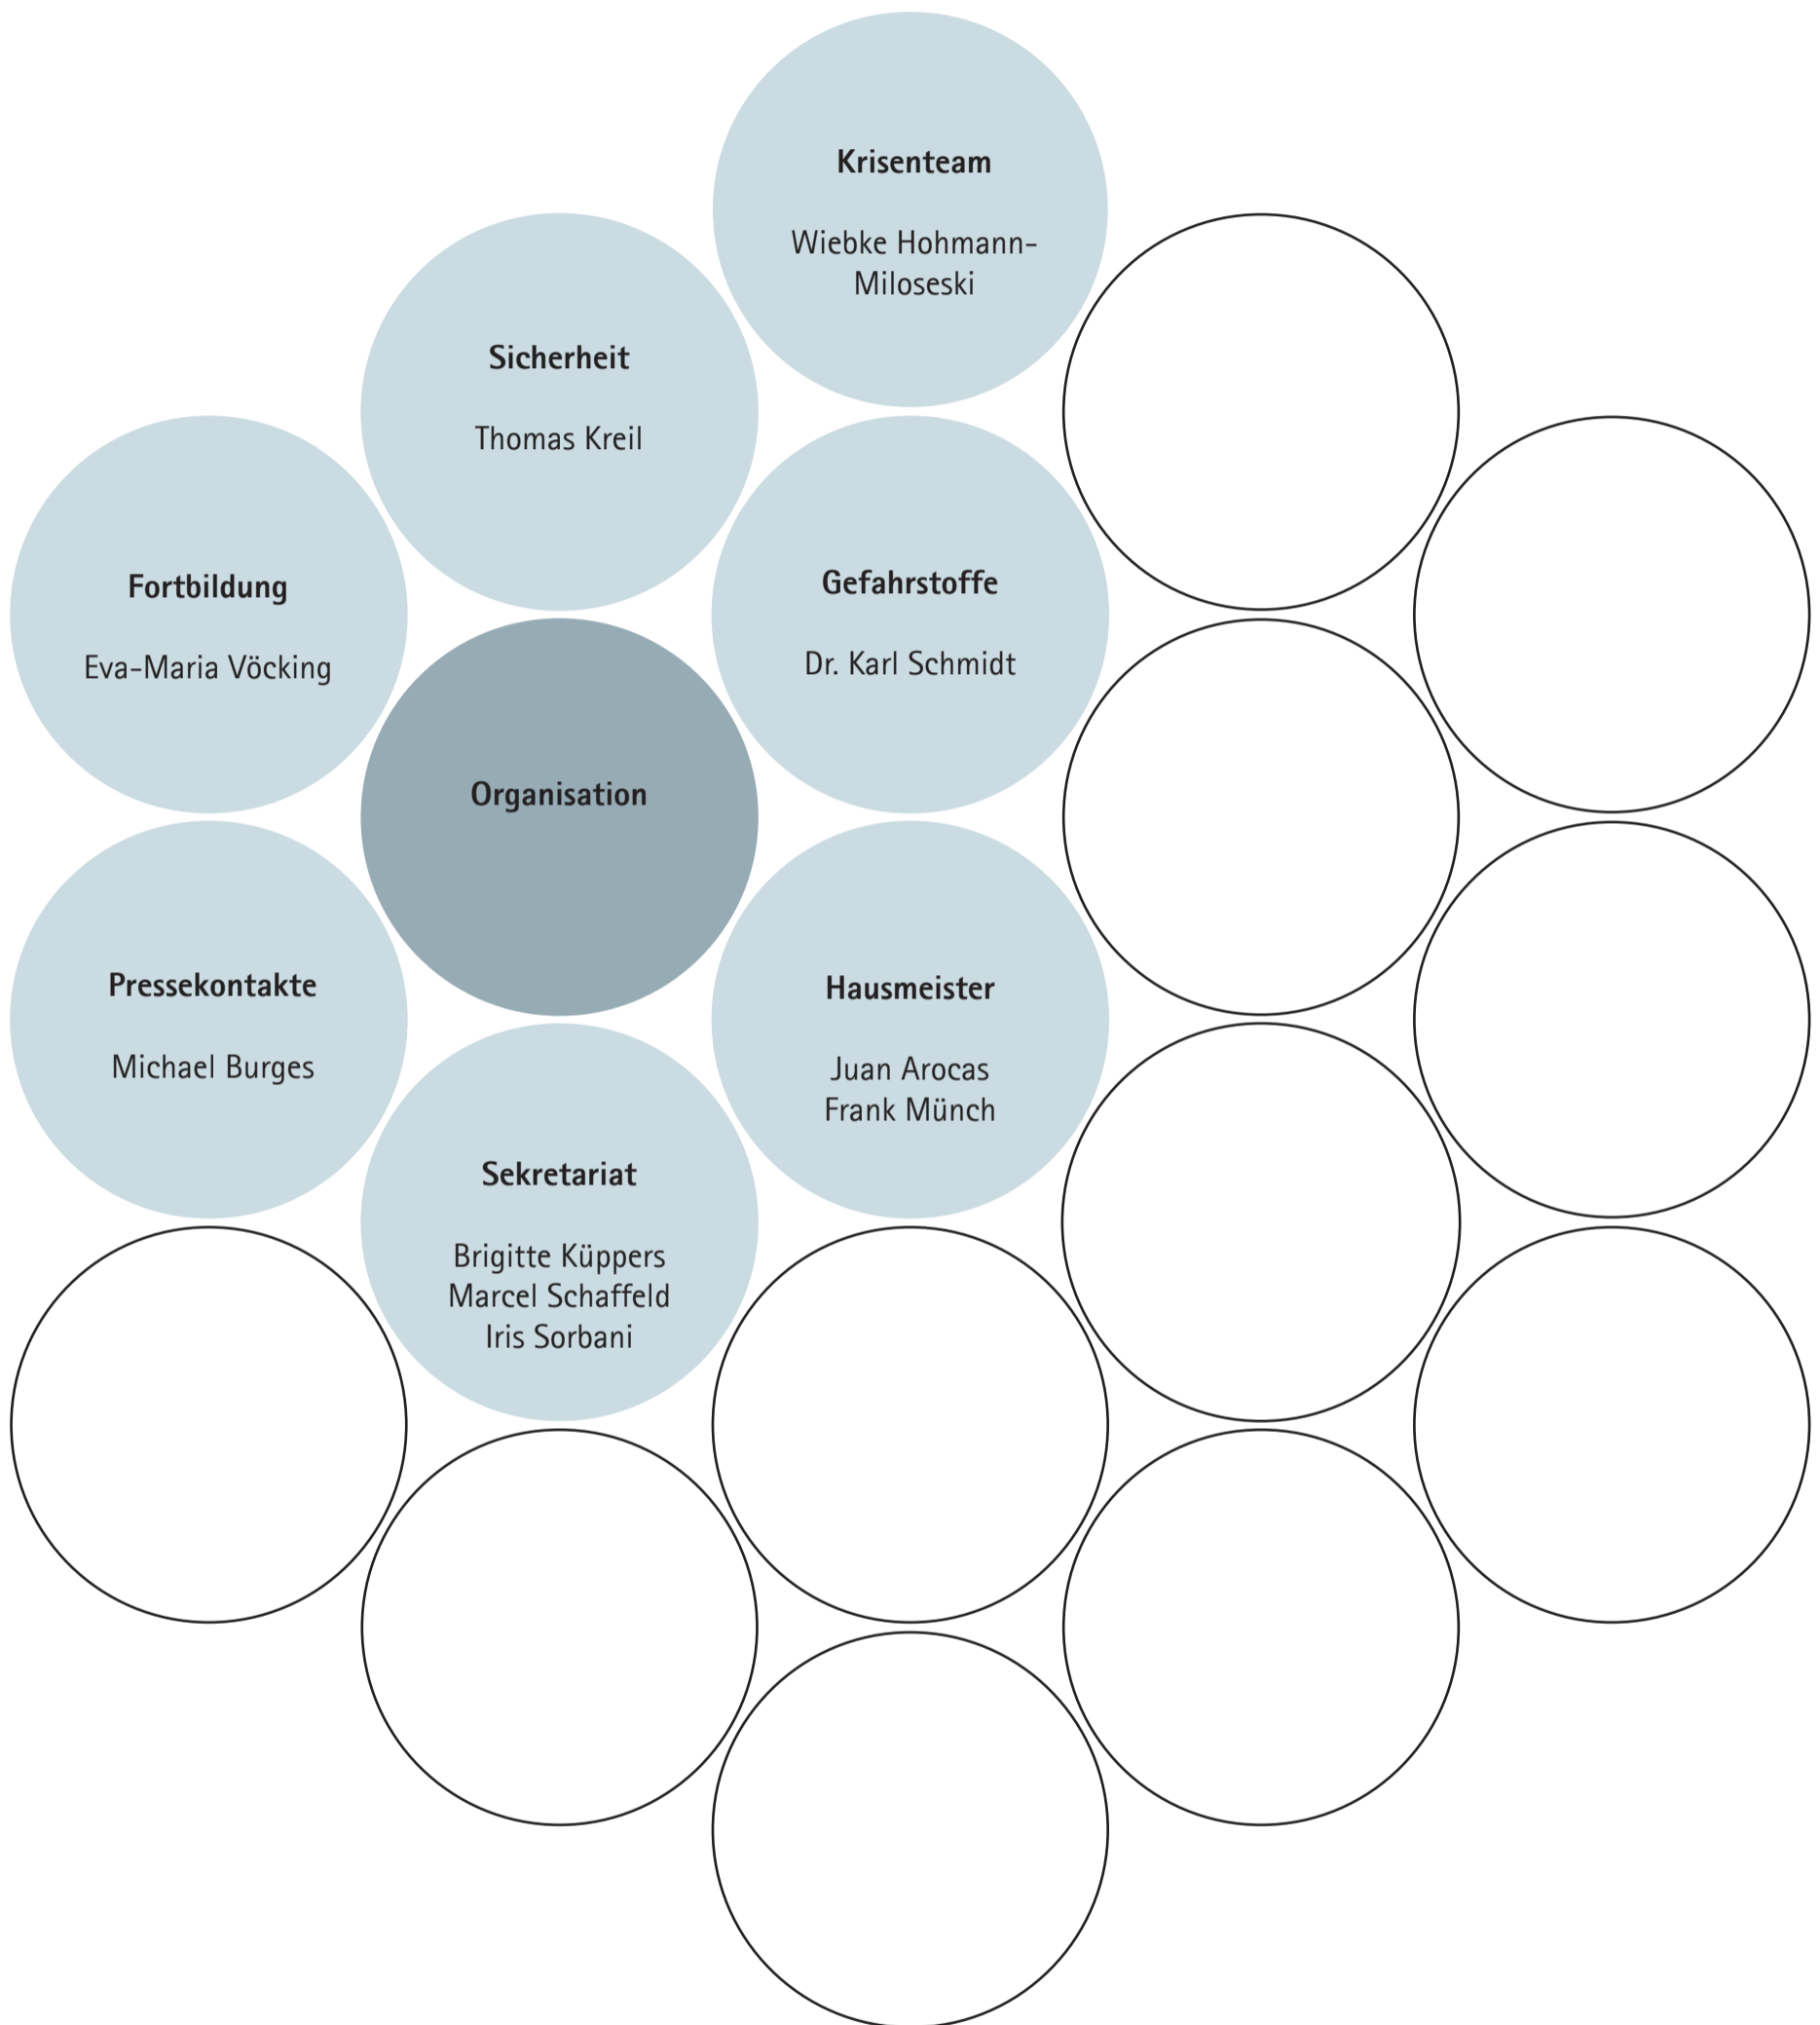 Krisenteam
Wiebke Hohmann-
Miloseski
Sicherheit
Thomas Kreil
Fortbildung
Eva-Maria Vöcking
Gefahrstoffe
Dr. Karl Schmidt
Organisation
Pressekontakte
Michael Burges
Hausmeister
Juan Arocas
Frank Münch
Sekretariat
Brigitte Küppers
Marcel Schaffeld
Iris Sorbani